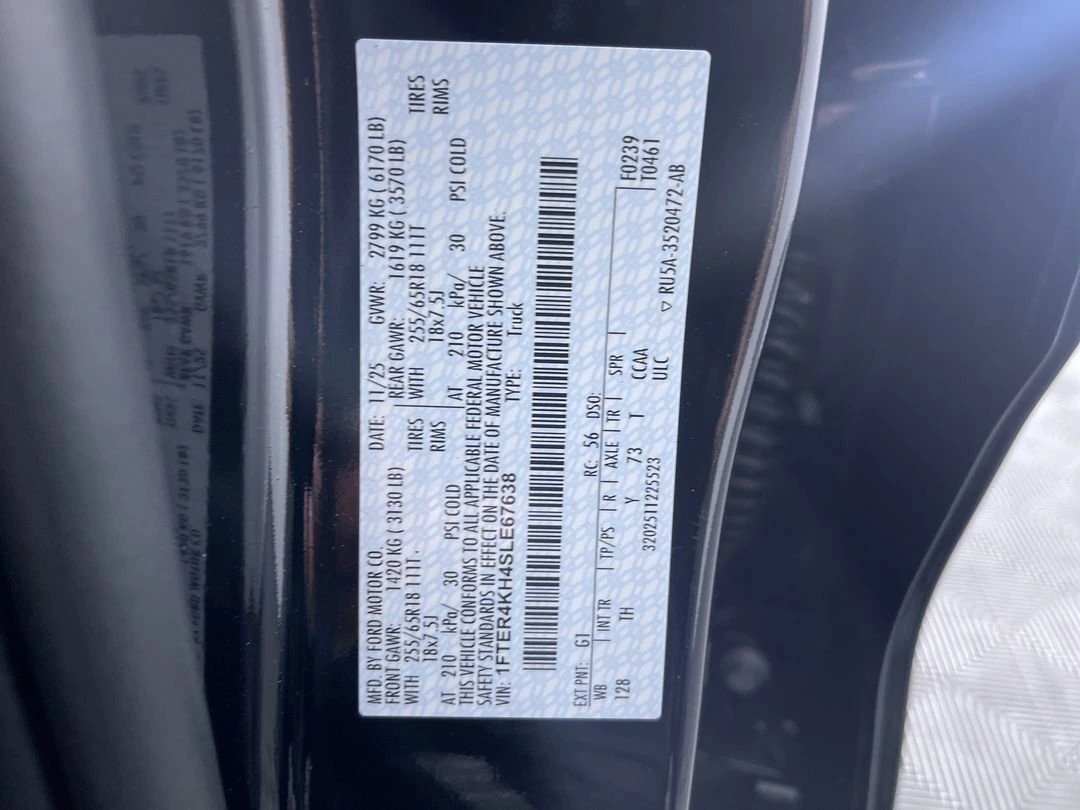 MFD. BY FORD MOTOR CO. DATE: 11/25 GVWR: 2799 KG ( 6170 LB)
FRONT GAWR: 1420 KG ( 3130 LB) REAR GAWR: 1619 KG ( 3570 LB)
WITH 255/65R18 111T. TIRES WITH 255/65R18 111T TIRES
18x7.5J RIMS 18x7.5J RIMS
AT 210 kPa/ 30 PSI COLD AT 210 kPa/ 30 PSI COLD
THIS VEHICLE CONFORMS TO ALL APPLICABLE FEDERAL MOTOR VEHICLE
SAFETY STANDARDS IN EFFECT ON THE DATE OF MANUFACTURE SHOWN ABOVE.
VIN: 1FTER4KH4SLE67638 TYPE: Truck
EXT PNT: G1 RC: 56 DSO:
WB INT TR TP/PS R AXLE TR SPR F0239
128 TH Y 73 T CCAA T0461
3202511225523 ULC ▽ RU5A-3520472-AB